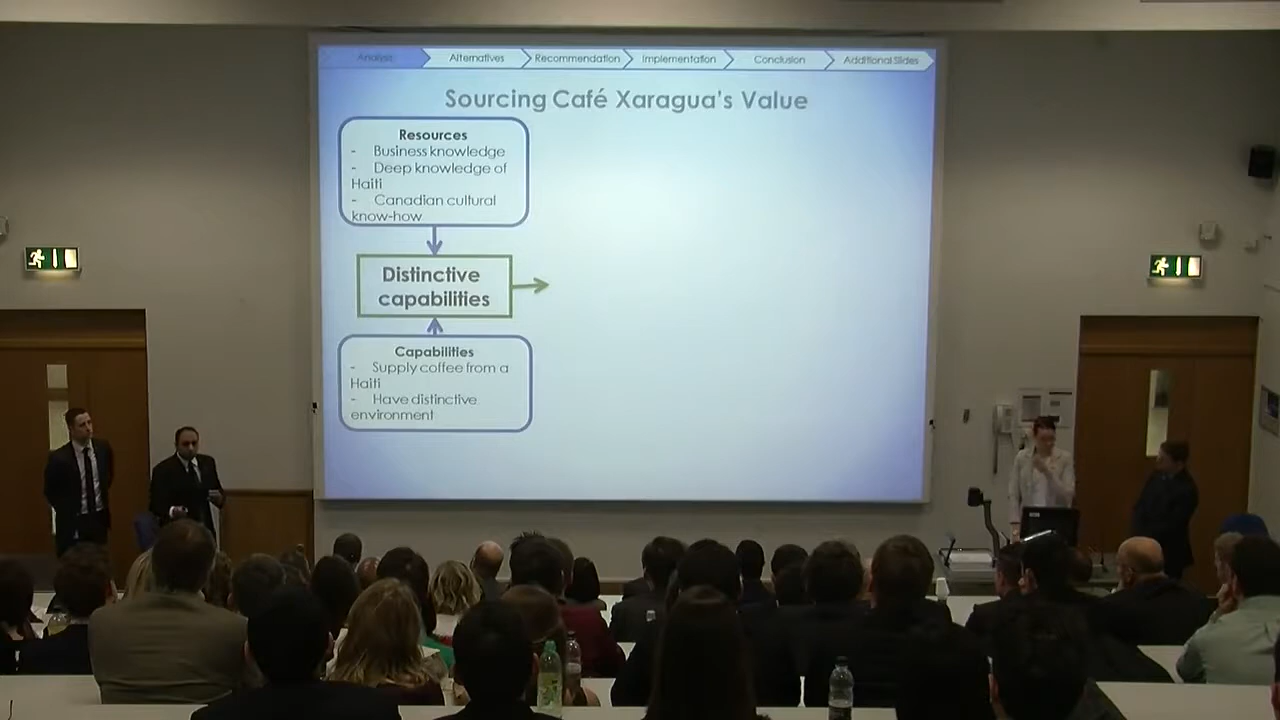 Analysis
Alternatives
Recommendation
Implementation
Conclusion
Additional Slides
Sourcing Café Xaragua's Value
Resources
- Business knowledge
- Deep knowledge of
Haiti
- Canadian cultural
know-how
Distinctive
capabilities
Capabilities
- Supply coffee from a
Haiti
- Have distinctive
environment